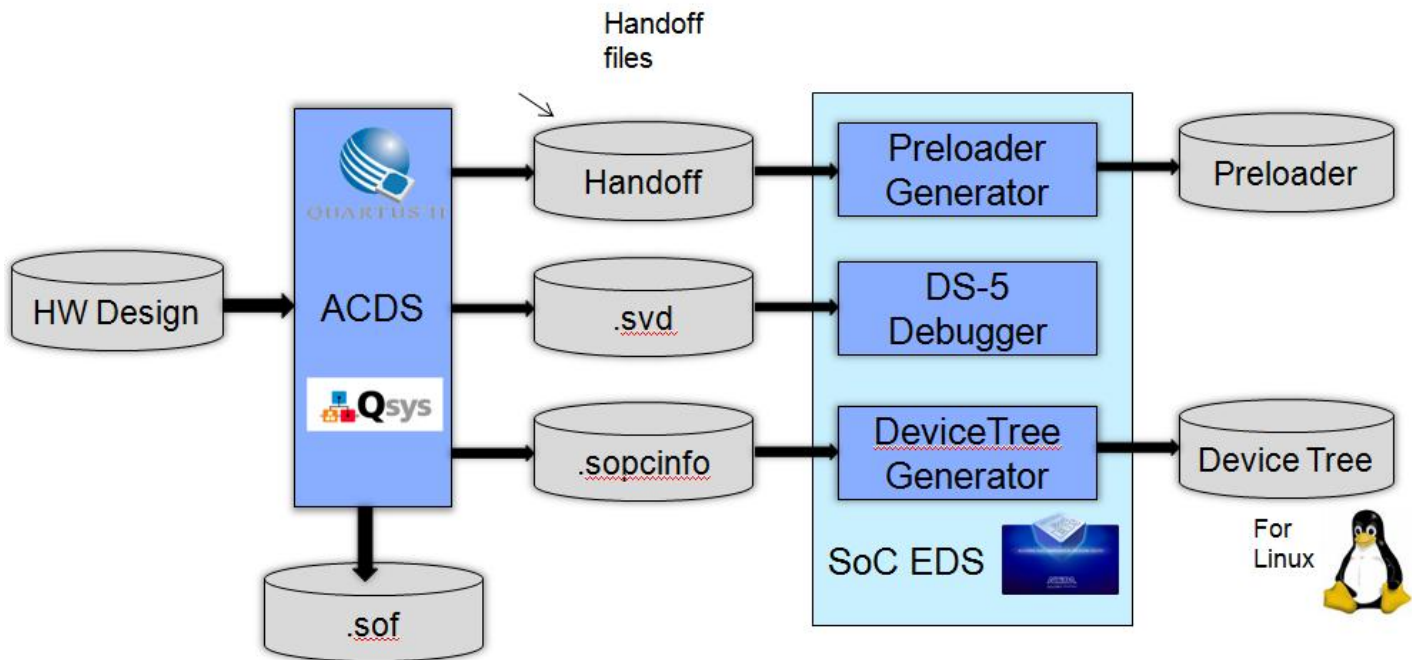 Handoff
files
Handoff
Preloader
Generator
Preloader
QUARTUS II
HW Design
ACDS
.svd
DS-5
Debugger
Qsys
.sopcinfo
DeviceTree
Generator
Device Tree
SoC EDS
For
Linux
.sof